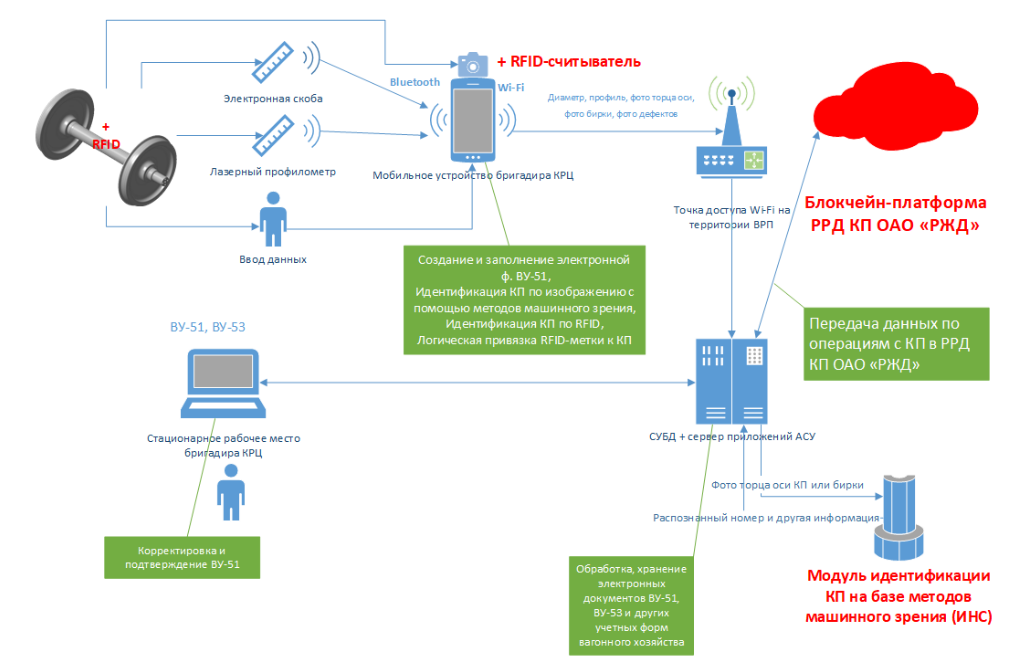 + RFID-считыватель
Bluetooth
Wi-Fi
Электронная скоба
Диаметр, профиль, фото торца оси,
фото бирки, фото дефектов
+
RFID
Лазерный профилометр
Мобильное устройство бригадира КРЦ
Точка доступа Wi-Fi на
территории ВРП
Блокчейн-платформа
РРД КП ОАО «РЖД»
Ввод данных
Создание и заполнение электронной
ф. ВУ-51,
Идентификация КП по изображению с
помощью методов машинного зрения,
Идентификация КП по RFID,
Логическая привязка RFID-метки к КП
Передача данных по
операциям с КП в РРД
КП ОАО «РЖД»
ВУ-51, ВУ-53
Стационарное рабочее место
бригадира КРЦ
СУБД + сервер приложений АСУ
Фото торца оси КП или бирки
Распознанный номер и другая информация
Корректировка и
подтверждение ВУ-51
Обработка, хранение
электронных
документов ВУ-51,
ВУ-53 и других
учетных форм
вагонного хозяйства
Модуль идентификации
КП на базе методов
машинного зрения (ИНС)